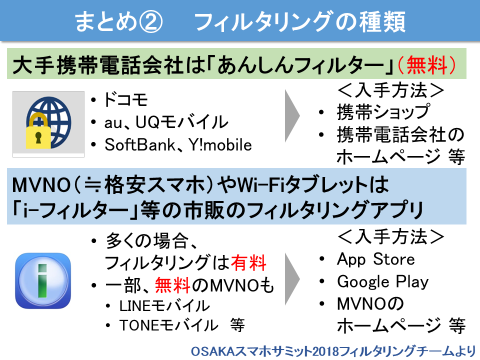 まとめ② フィルタリングの種類
大手携帯電話会社は「あんしんフィルター」(無料)
・ドコモ
・au、UQモバイル
・SoftBank、Y!mobile
＜入手方法＞
・携帯ショップ
・携帯電話会社の
ホームページ 等
MVNO(≒格安スマホ)やWi-Fiタブレットは
「i-フィルター」等の市販のフィルタリングアプリ
・多くの場合、
フィルタリングは有料
・一部、無料のMVNOも
・LINEモバイル
・TONEモバイル 等
＜入手方法＞
・App Store
・Google Play
・MVNOの
ホームページ 等
OSAKAスマホサミット2018フィルタリングチームより